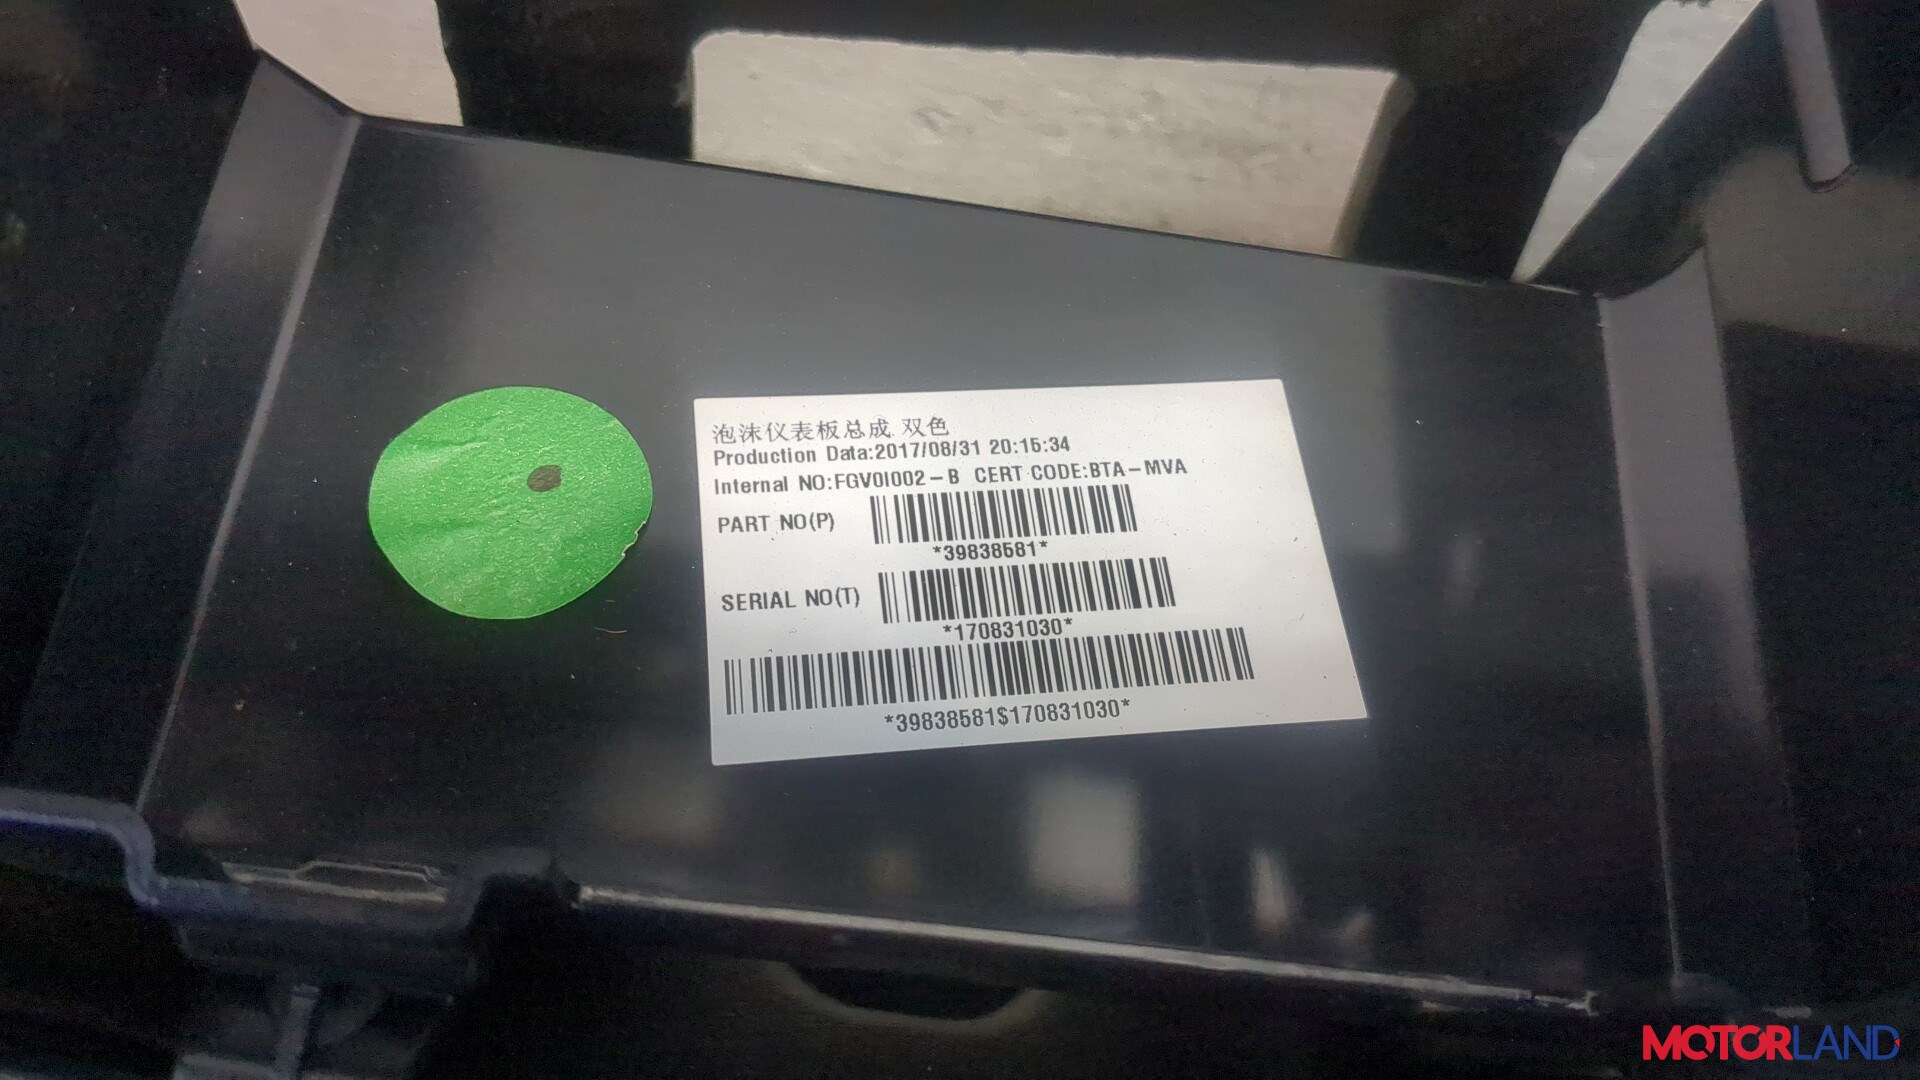 泡沫仪表板总成.双色
Production Data:2017/08/31 20:15:34
Internal NO:FGV0I002-B CERT CODE:BTA-MVA
PART NO(P)
*39838581*
SERIAL NO(T)
*170831030*
*39838581$170831030*
MOTORLAND